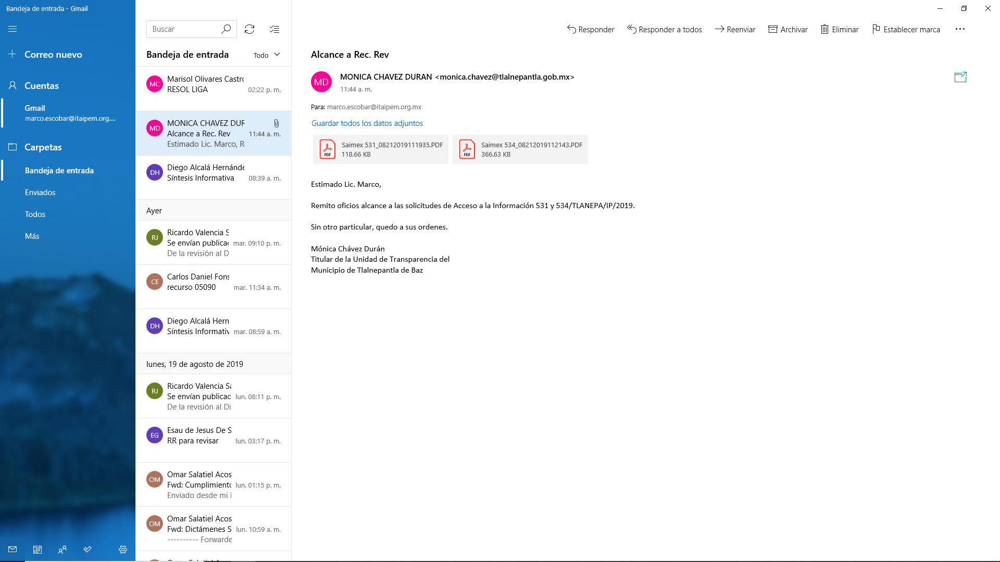 Bandeja de entrada - Gmail
Correo nuevo
Cuentas
Gmail
marco.escobar@itaipem.org....
Carpetas
Bandeja de entrada
Enviados
Todos
Más
Buscar
Bandeja de entrada
Todo
MC
Marisol Olivares Castro
RESOL LIGA
02:22 p. m.
MD
MONICA CHAVEZ DUR
Alcance a Rec. Rev
11:44 a. m.
Estimado Lic. Marco, R
DH
Diego Alcalá Hernánde
Síntesis Informativa
08:39 a. m.
Ayer
RJ
Ricardo Valencia S
Se envían publicac
mar. 09:10 p. m.
De la revisión al D
CE
Carlos Daniel Fons
recurso 05090
mar. 11:34 a. m.
DH
Diego Alcalá Hern
Síntesis Informativ
mar. 08:59 a. m.
lunes, 19 de agosto de 2019
RJ
Ricardo Valencia Sa
Se envían publicac
lun. 08:11 p. m.
De la revisión al Di
EG
Esau de Jesus De S
RR para revisar
lun. 03:17 p. m.
OM
Omar Salatiel Acos
Fwd: Cumplimiento
lun. 01:15 p. m.
Enviado desde mi i
OM
Omar Salatiel Acos
Fwd: Dictámenes S
lun. 10:59 a. m.
---------- Forwarde
Responder
Responder a todos
Reenviar
Archivar
Eliminar
Establecer marca
Alcance a Rec. Rev
MD
MONICA CHAVEZ DURAN <monica.chavez@tlalnepantla.gob.mx>
11:44 a. m.
Para: marco.escobar@itaipem.org.mx
Guardar todos los datos adjuntos
PDF
Saimex 531_08212019111935.PDF
118.66 KB
PDF
Saimex 534_08212019112143.PDF
366.63 KB
Estimado Lic. Marco,
Remito oficios alcance a las solicitudes de Acceso a la Información 531 y 534/TLANEPA/IP/2019.
Sin otro particular, quedo a sus ordenes.
Mónica Chávez Durán
Titular de la Unidad de Transparencia del
Municipio de Tlalnepantla de Baz